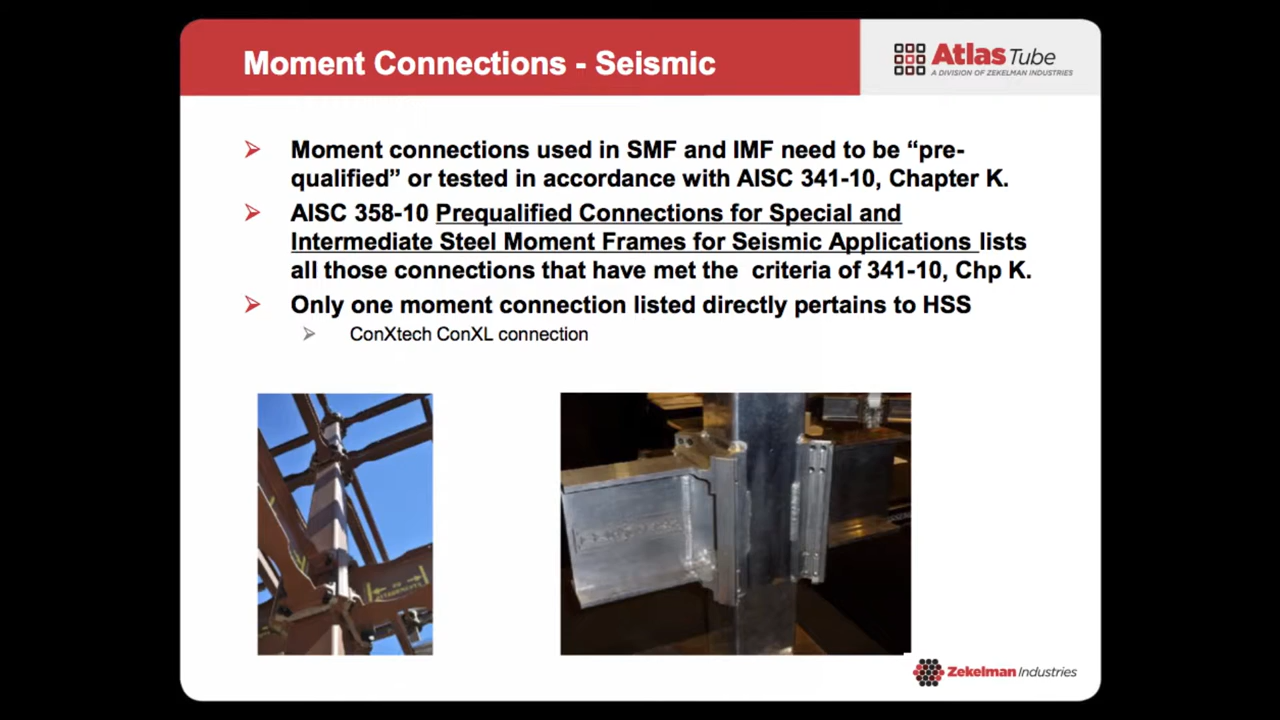 Moment Connections - Seismic
Atlas Tube
A DIVISION OF ZEKELMAN INDUSTRIES
Moment connections used in SMF and IMF need to be “pre-
qualified” or tested in accordance with AISC 341-10, Chapter K.
AISC 358-10 Prequalified Connections for Special and
Intermediate Steel Moment Frames for Seismic Applications lists
all those connections that have met the criteria of 341-10, Chp K.
Only one moment connection listed directly pertains to HSS
ConXtech ConXL connection
Zekelman Industries